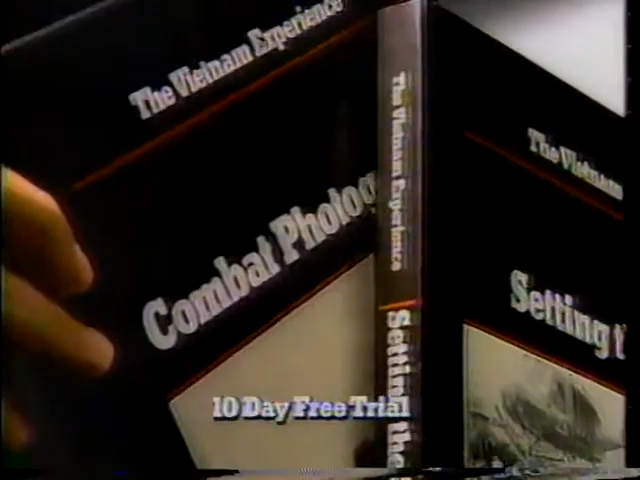 The Vietnam Experience
Combat Photog
The Vietnam Experience
Setting the
The Vietnam
Setting t
10 Day Free Trial